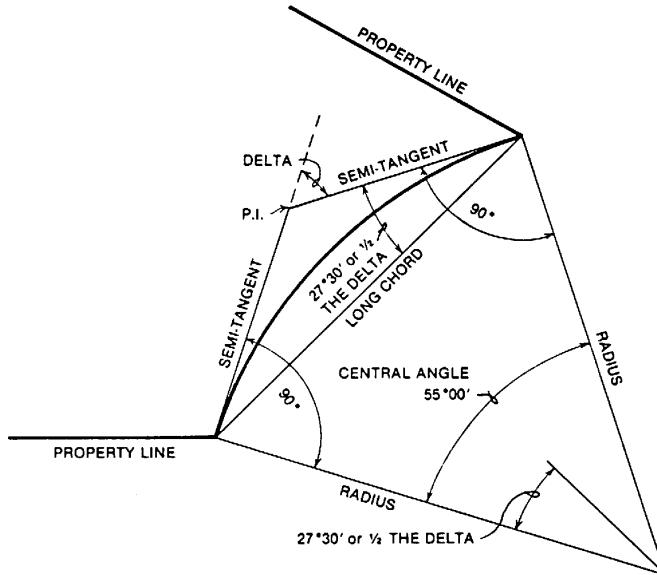 PROPERTY LINE
DELTA
SEMI-TANGENT
P.I.
90°
27°30' or ½
THE DELTA
LONG CHORD
SEMI-TANGENT
RADIUS
CENTRAL ANGLE
55°00'
90°
PROPERTY LINE
RADIUS
27°30' or ½ THE DELTA